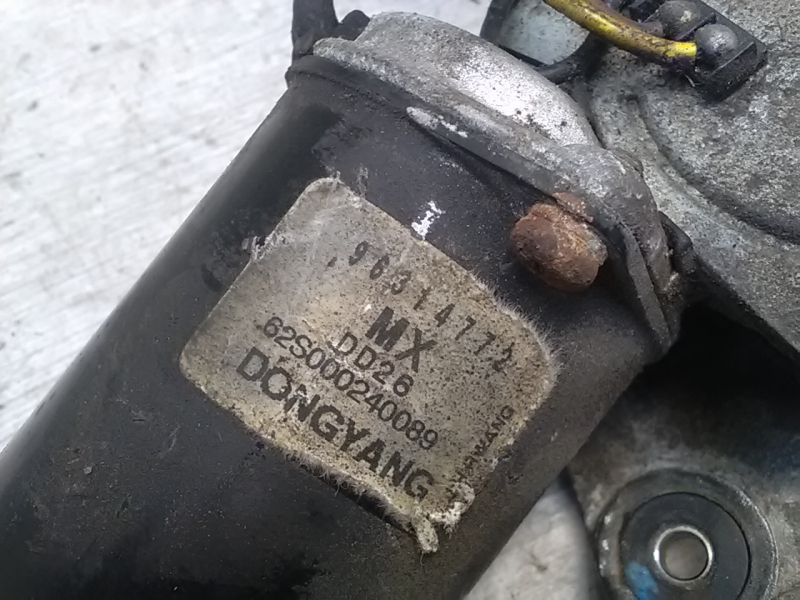 96314772
MX
DD26
62S000240089
DONGYANG